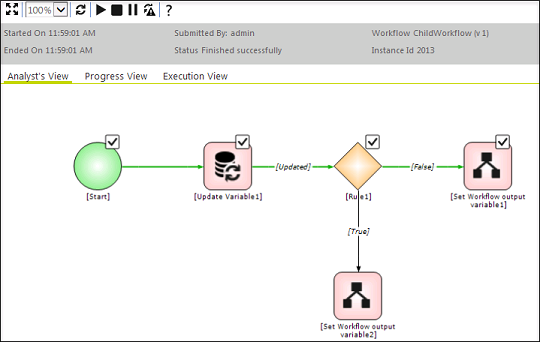 100%
?
Started On 11:59:01 AM Submitted By: admin Workflow ChildWorkflow (v 1)
Ended On 11:59:01 AM Status Finished successfully Instance Id 2013
Analyst's View Progress View Execution View
[Updated] [False]
[Start] [Update Variable1] [Rule1] [Set Workflow output
variable1]
[True]
[Set Workflow output
variable2]